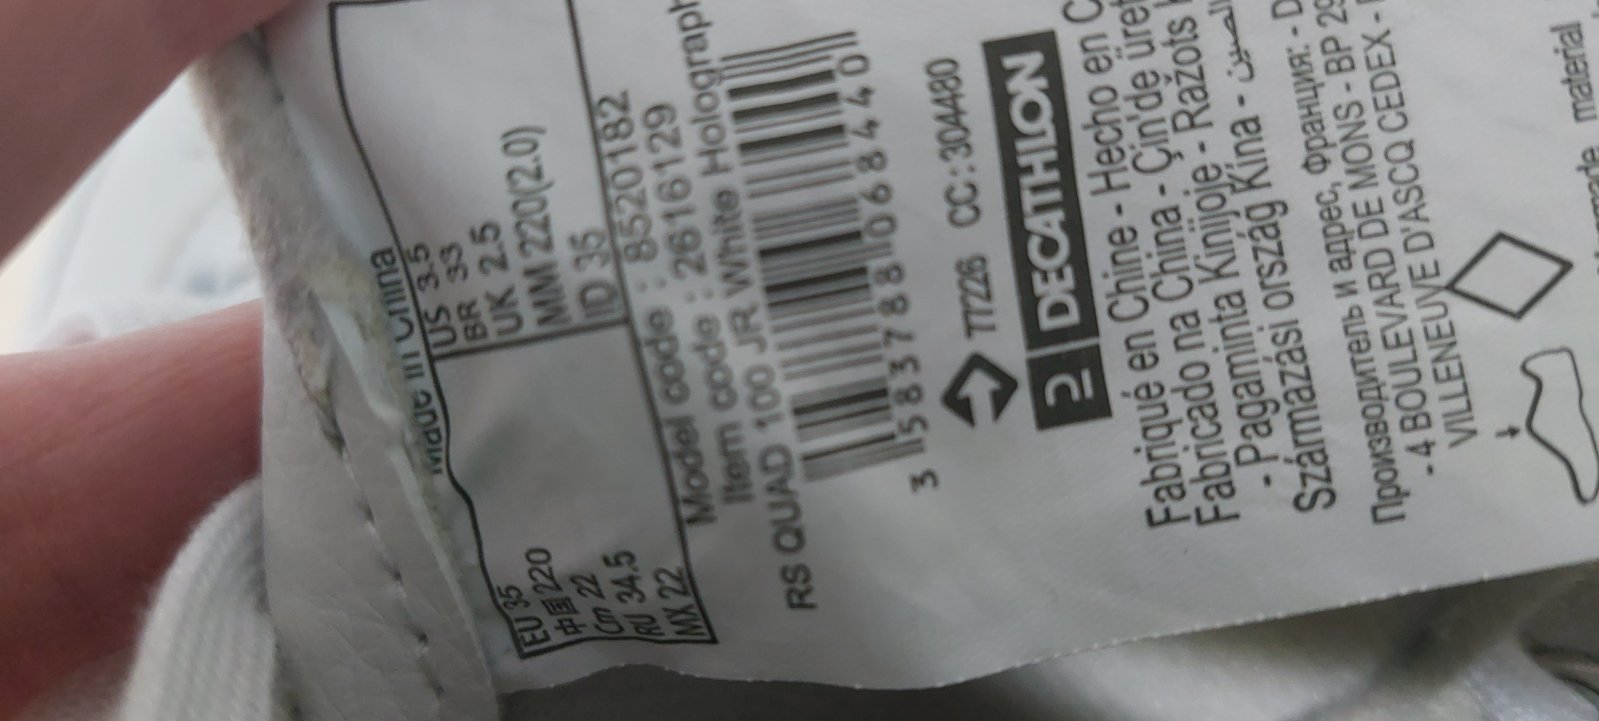 Made in China
EU 35
中国 220
Cm 22
RU 34.5
MX 22
US 3.5
BR 33
UK 2.5
MM 220(2.0)
ID 35
Model code : 8520182
Item code : 2616129
RS QUAD 100 JR White Holograph
3 583788 068440
77226 CC:304480
DECATHLON
Fabriqué en Chine - Hecho en C
Fabricado na China - Çin'de üret
- Pagaminta Kinijoje - Ražots
Származási ország Kína - الصين
Производитель и адрес, Франция: - D
- 4 BOULEVARD DE MONS - BP 29
VILLENEUVE D'ASCQ CEDEX -
material